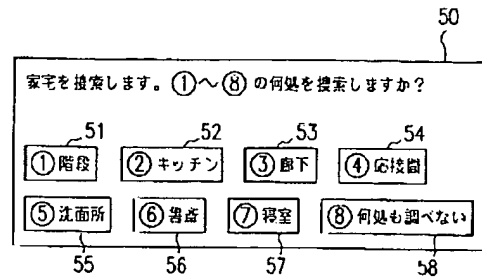 50
家宅を捜索します。①～⑧の何処を捜索しますか？
51 52 53 54
①階段 ②キッチン ③廊下 ④応接間
⑤洗面所 ⑥書斎 ⑦寝室 ⑧何処も調べない
55 56 57 58